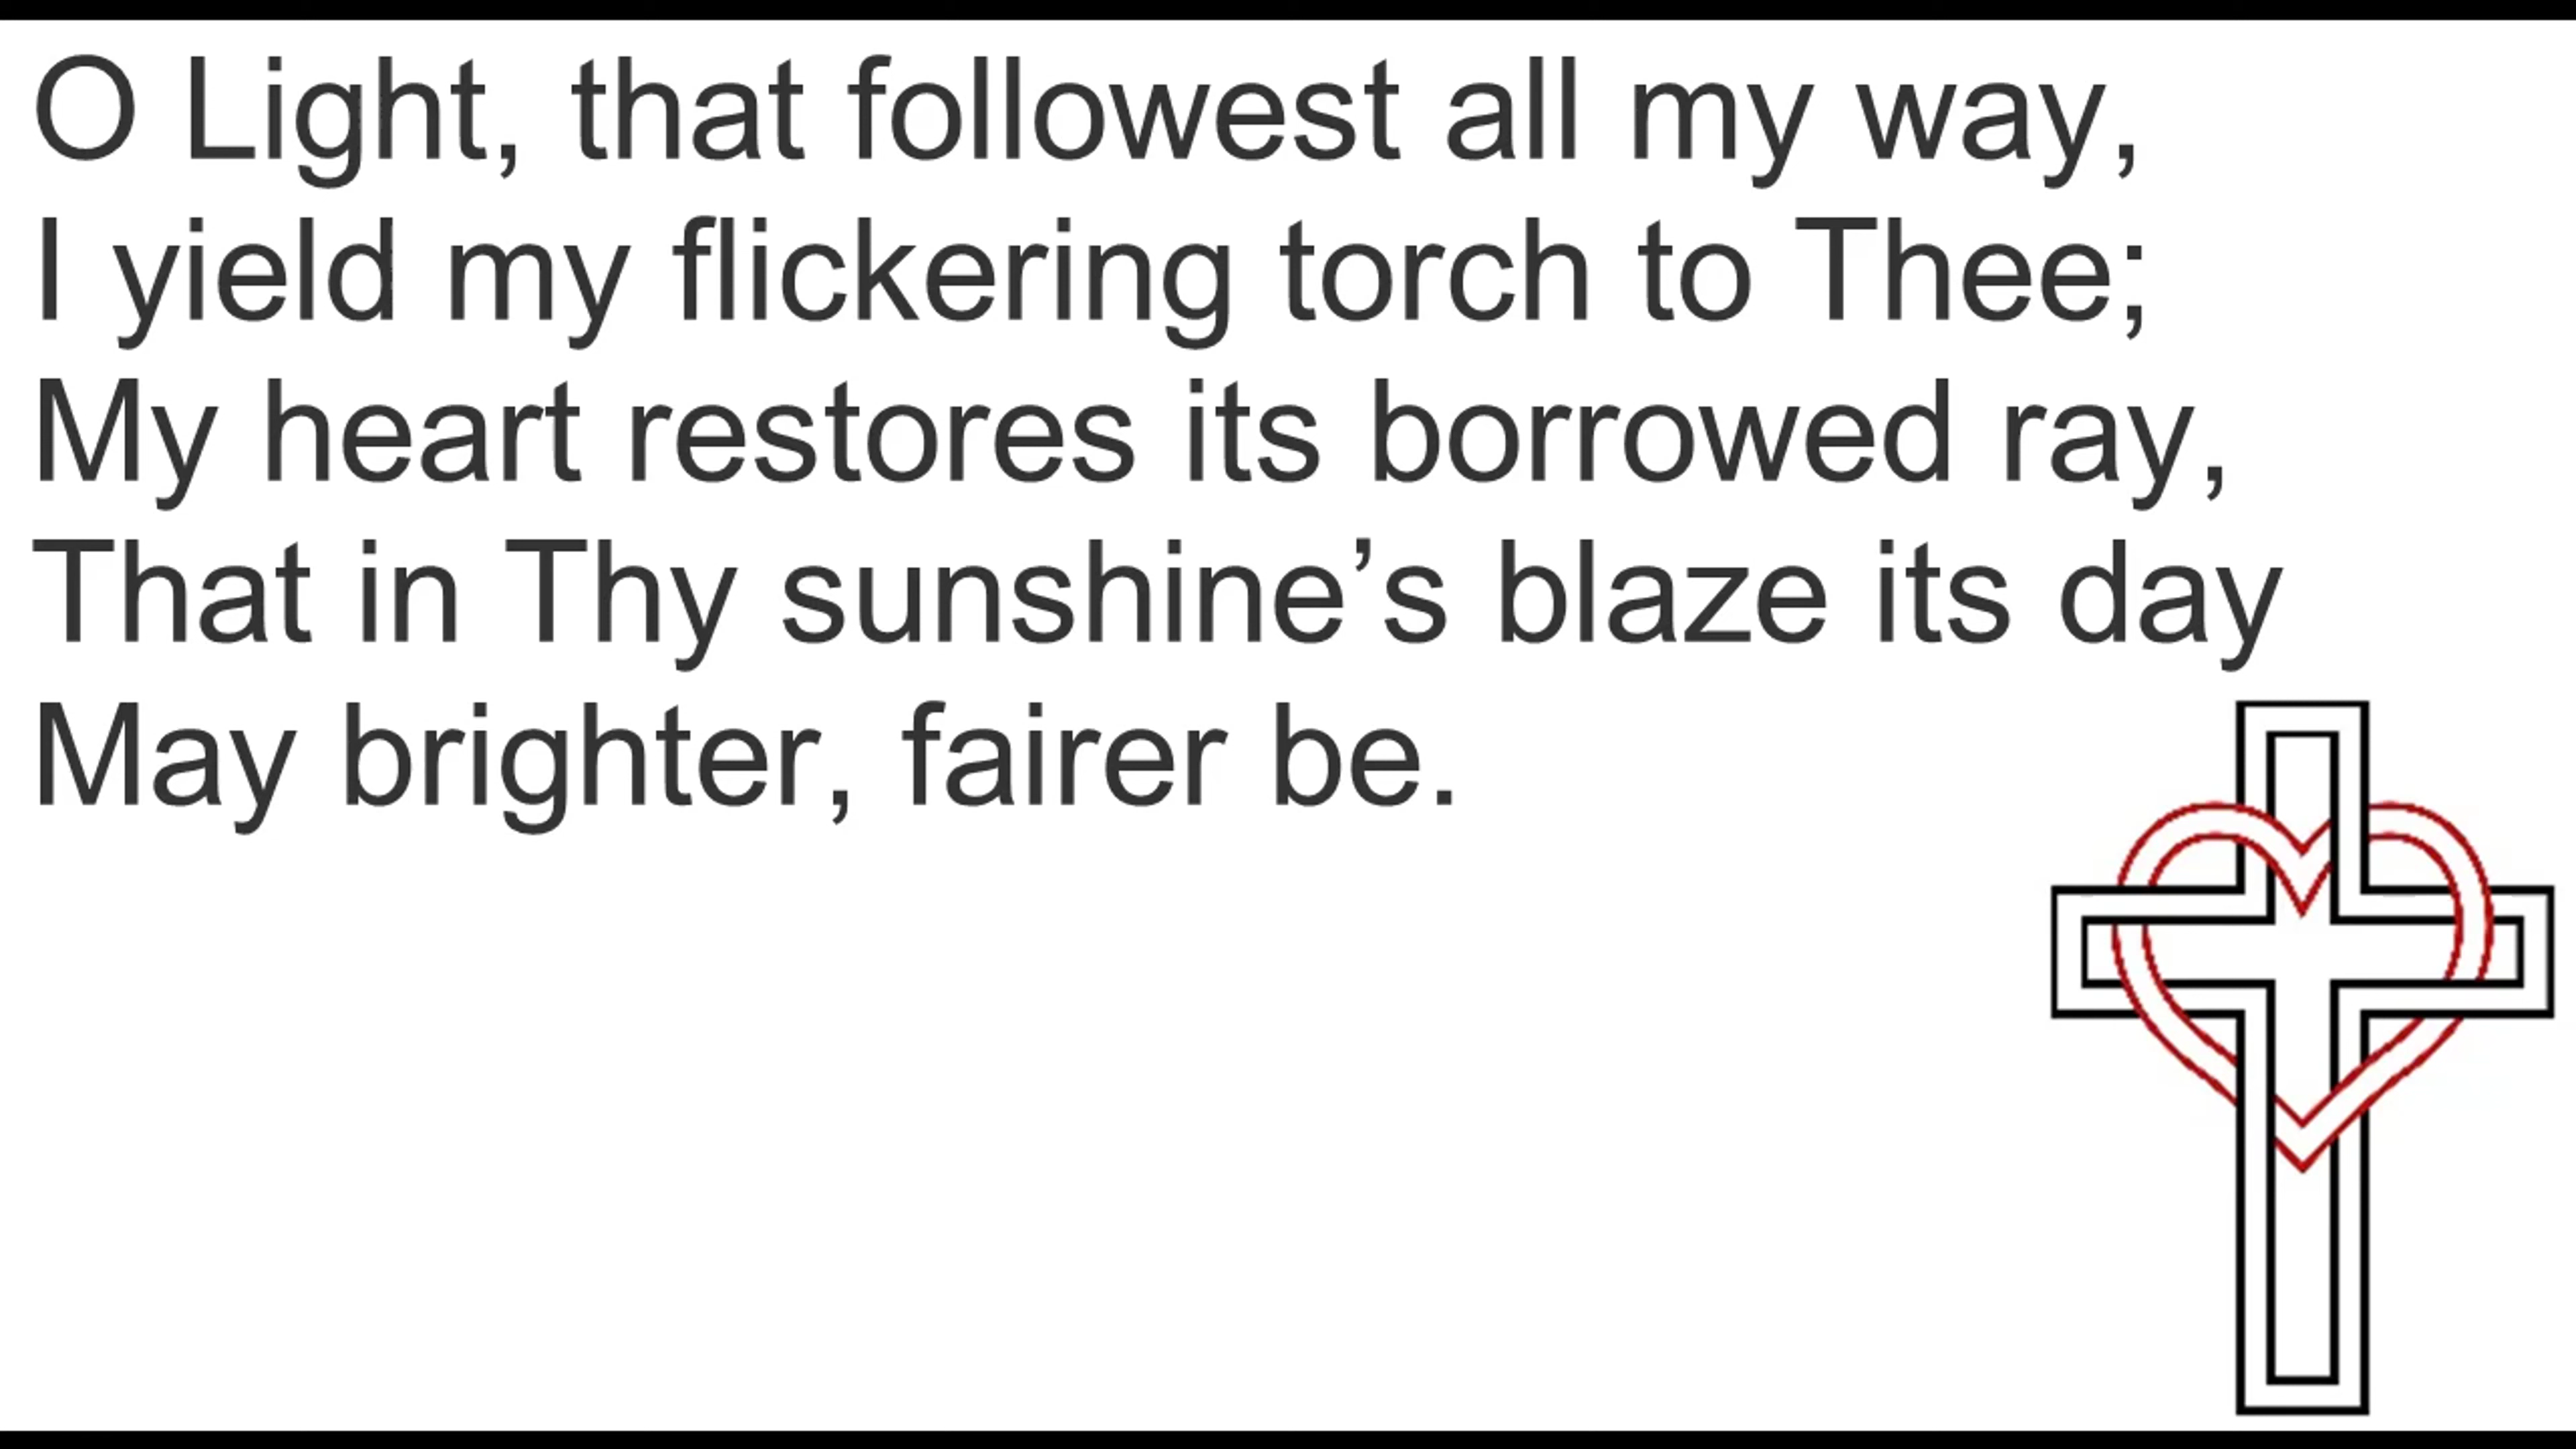 O Light, that followest all my way,
I yield my flickering torch to Thee;
My heart restores its borrowed ray,
That in Thy sunshine’s blaze its day
May brighter, fairer be.